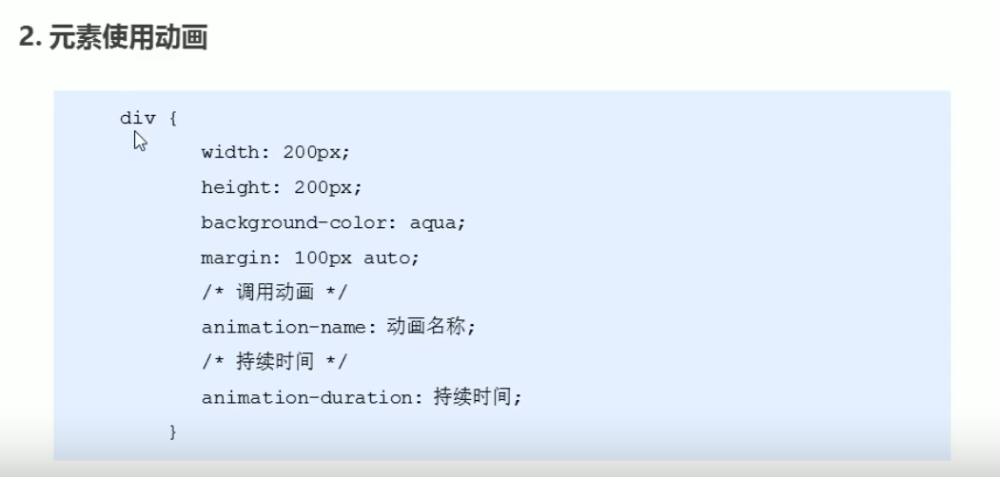 2. 元素使用动画
div {
width: 200px;
height: 200px;
background-color: aqua;
margin: 100px auto;
/* 调用动画 */
animation-name: 动画名称;
/* 持续时间 */
animation-duration: 持续时间;
}